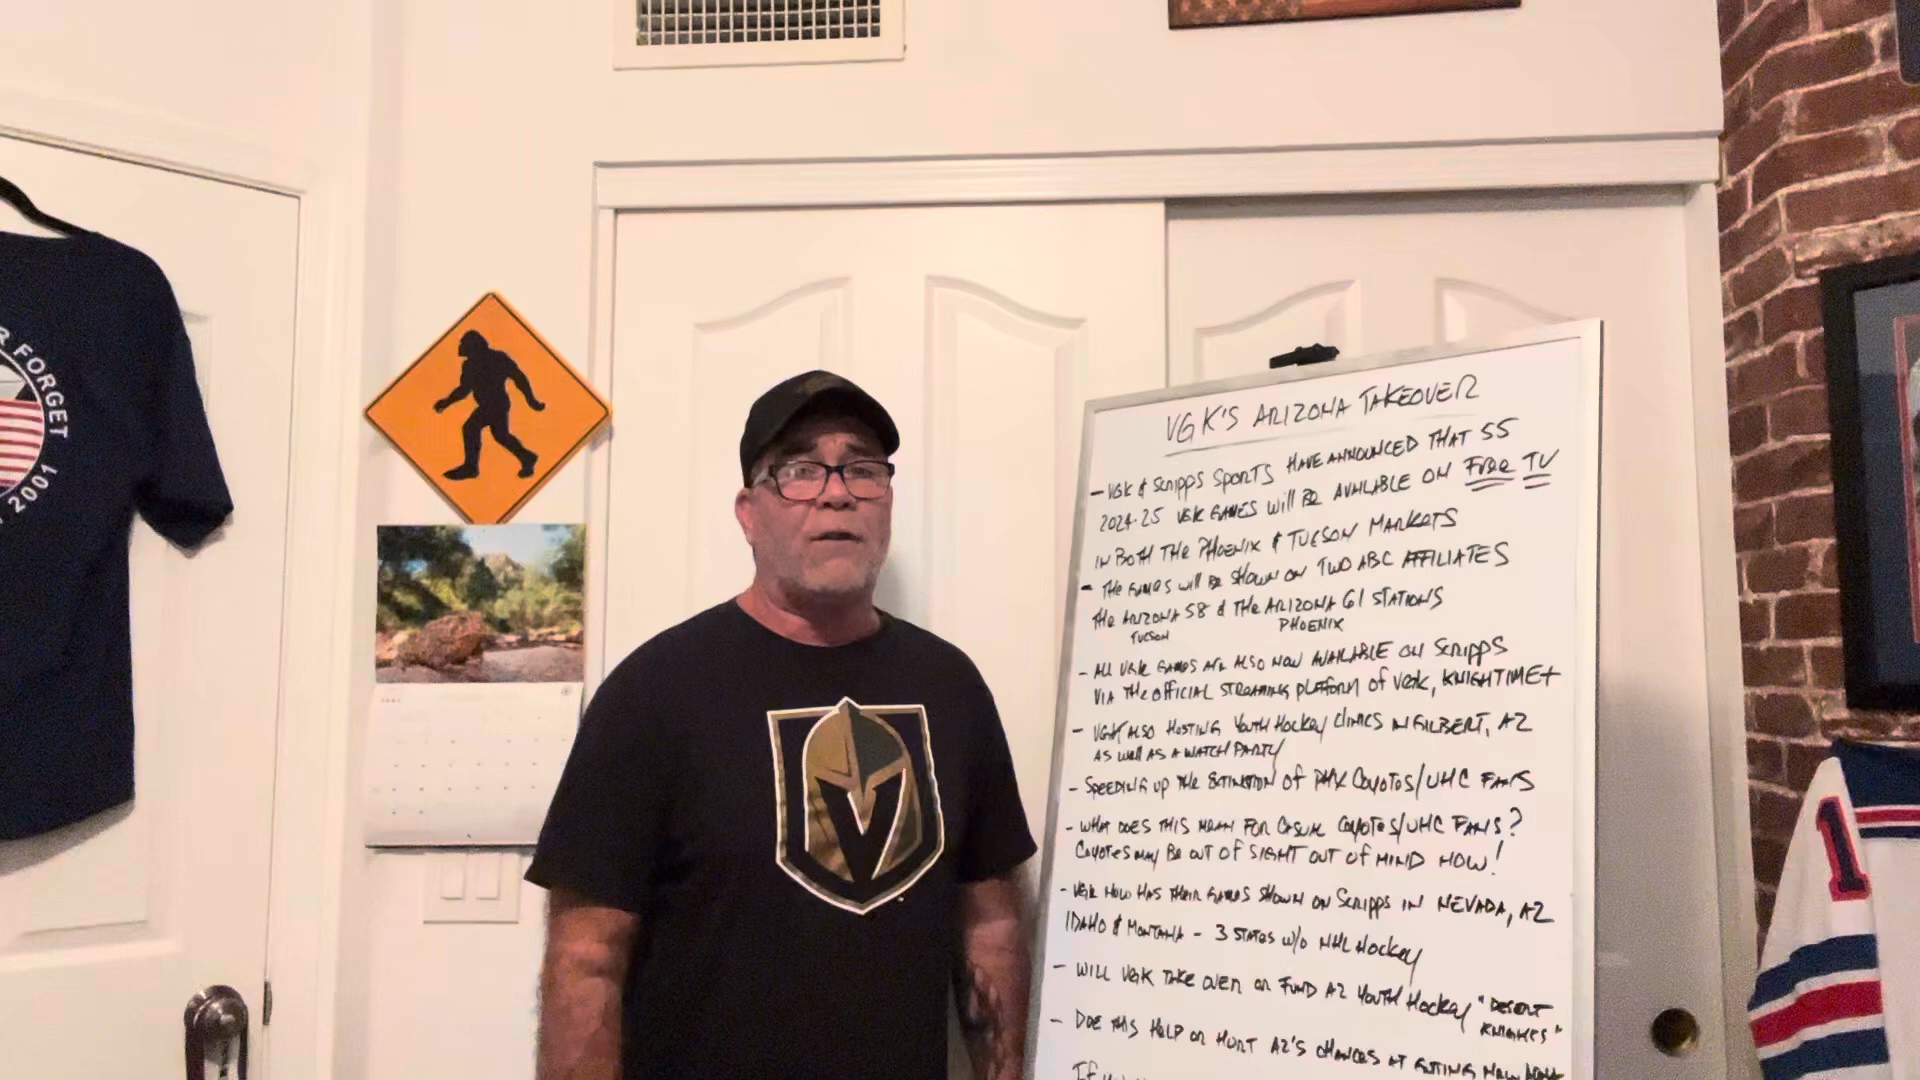 R FORGET
2001
VGK'S ARIZONA TAKEOVER
- VGK & SCRIPPS SPORTS HAVE ANNOUNCED THAT 55
2024-25 VGK GAMES WILL BE AVAILABLE ON FREE TV
IN BOTH THE PHOENIX & TUCSON MARKETS
- THE GAMES WILL BE SHOWN ON TWO ABC AFFILIATES
THE ARIZONA 58 & THE ARIZONA 61 STATIONS
TUCSON PHOENIX
- ALL VGK GAMES ARE ALSO NOW AVAILABLE ON SCRIPPS
VIA THE OFFICIAL STREAMING PLATFORM OF VGK, KNIGHTIME+
- VGK ALSO HOSTING YOUTH HOCKEY CLINICS IN GILBERT, AZ
AS WELL AS A WATCH PARTY
- SPEEDING UP THE EXTINCTION OF PHX COYOTES/UHC FANS
- WHAT DOES THIS MEAN FOR CASUAL COYOTES/UHC FANS?
COYOTES MAY BE OUT OF SIGHT OUT OF MIND NOW!
- VGK NOW HAS THEIR GAMES SHOWN ON SCRIPPS IN NEVADA, AZ
IDAHO & MONTANA - 3 STATES W/O NHL HOCKEY
- WILL VGK TAKE OVER OR FUND AZ YOUTH HOCKEY "DESERT
KNIGHTS"
- DOE THIS HELP OR HURT AZ'S CHANCES AT GETTING NEW
If
1